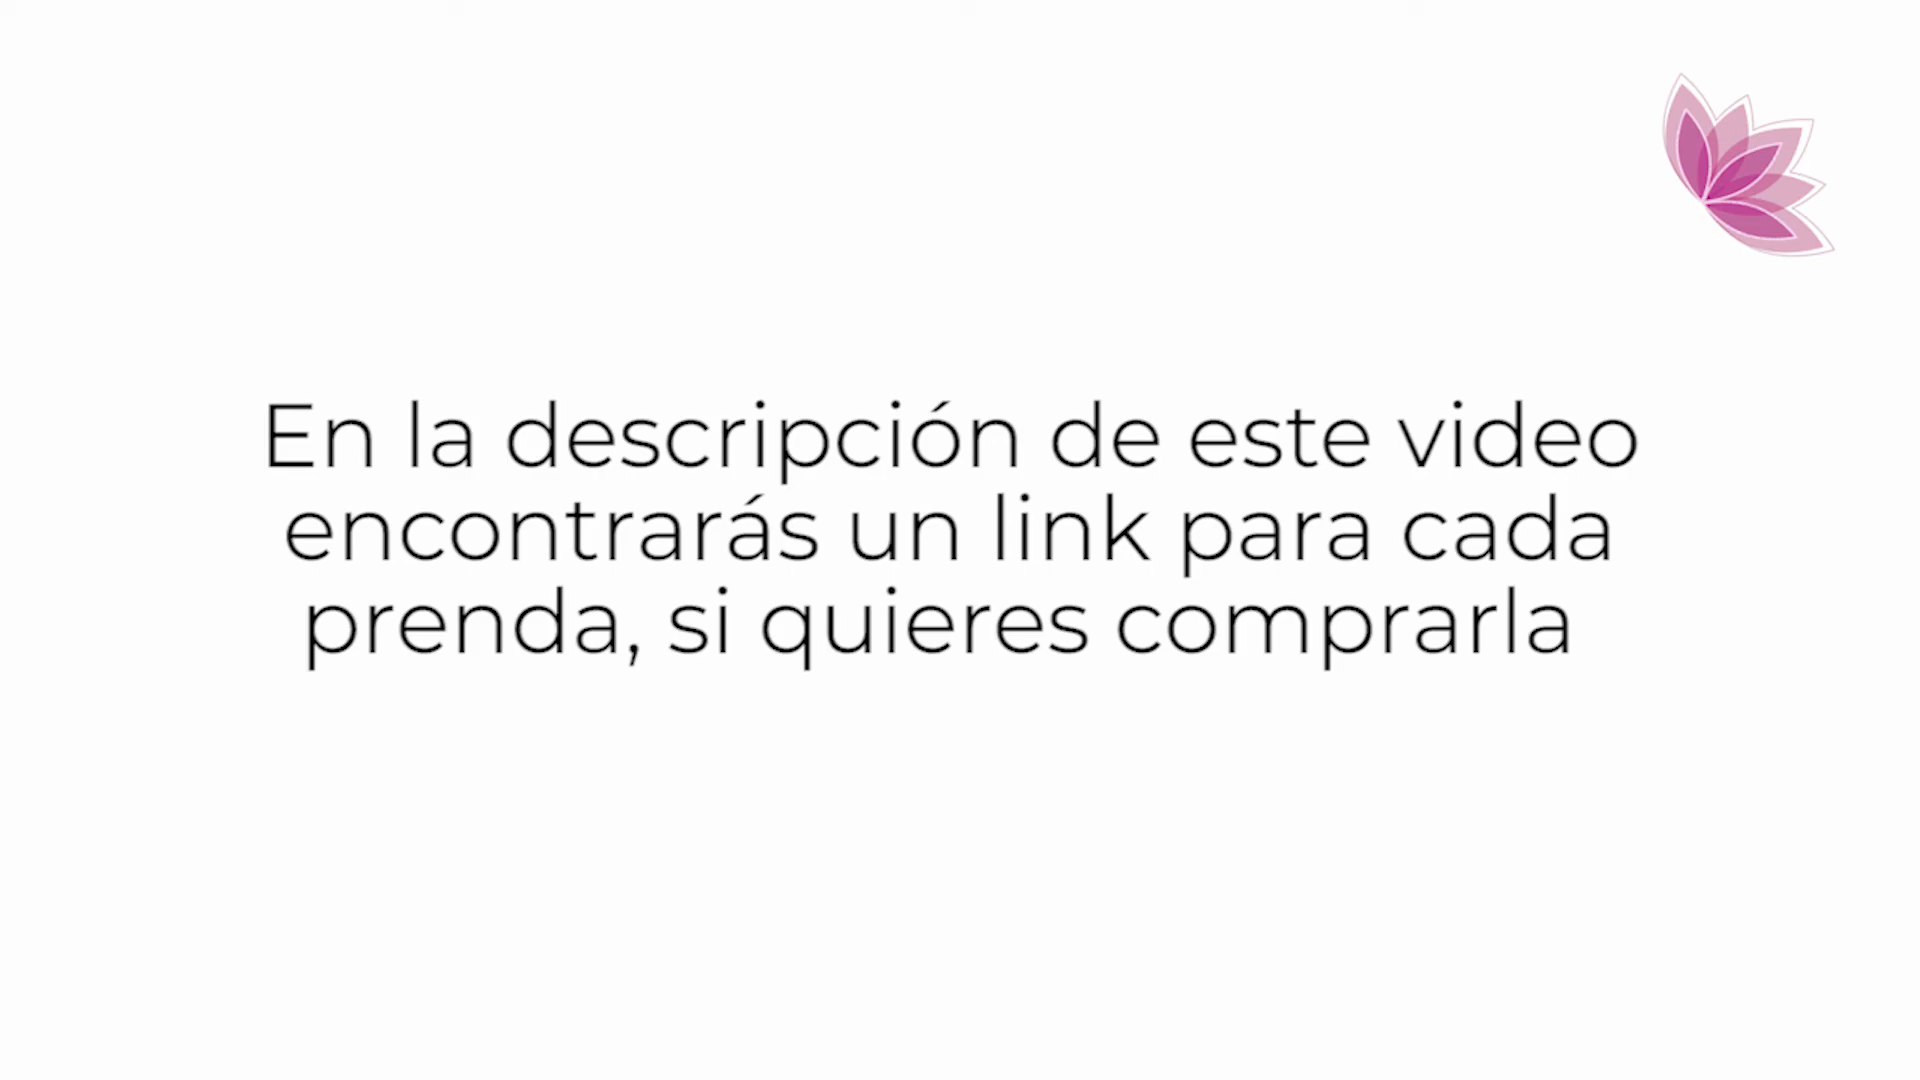 En la descripción de este video
encontrarás un link para cada
prenda, si quieres comprarla